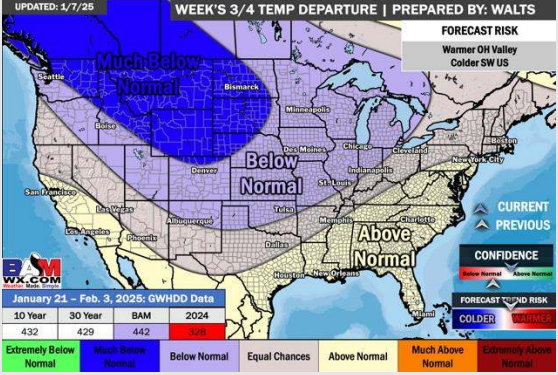 UPDATED: 1/7/25
WEEK'S 3/4 TEMP DEPARTURE | PREPARED BY: WALTS
FORECAST RISK
Warmer OH Valley
Colder SW US
Much Below
Normal
Seattle
Bismarck
Minneapolis
Boise
Boston
Des Moines
Chicago
Cleveland
New York City
Below
Normal
Denver
Indianapolis
St. Louis
San Francisco
Las Vegas
Tulsa
CURRENT
PREVIOUS
Albuquerque
Memphis
Charlotte
Los Angeles
Phoenix
Dallas
Above
Normal
CONFIDENCE
Below Normal
Above Normal
Houston
New Orleans
BAM
WX.COM
Weather Made Simple.
January 21 – Feb. 3, 2025: GWHDD Data
FORECAST TREND RISK
COLDER
WARMER
Miami
10 Year
30 Year
BAM
2024
432
429
442
328
Extremely Below
Normal
Much Below
Normal
Below
Normal
Equal Chances
Above Normal
Much Above
Normal
Extremely Above
Normal